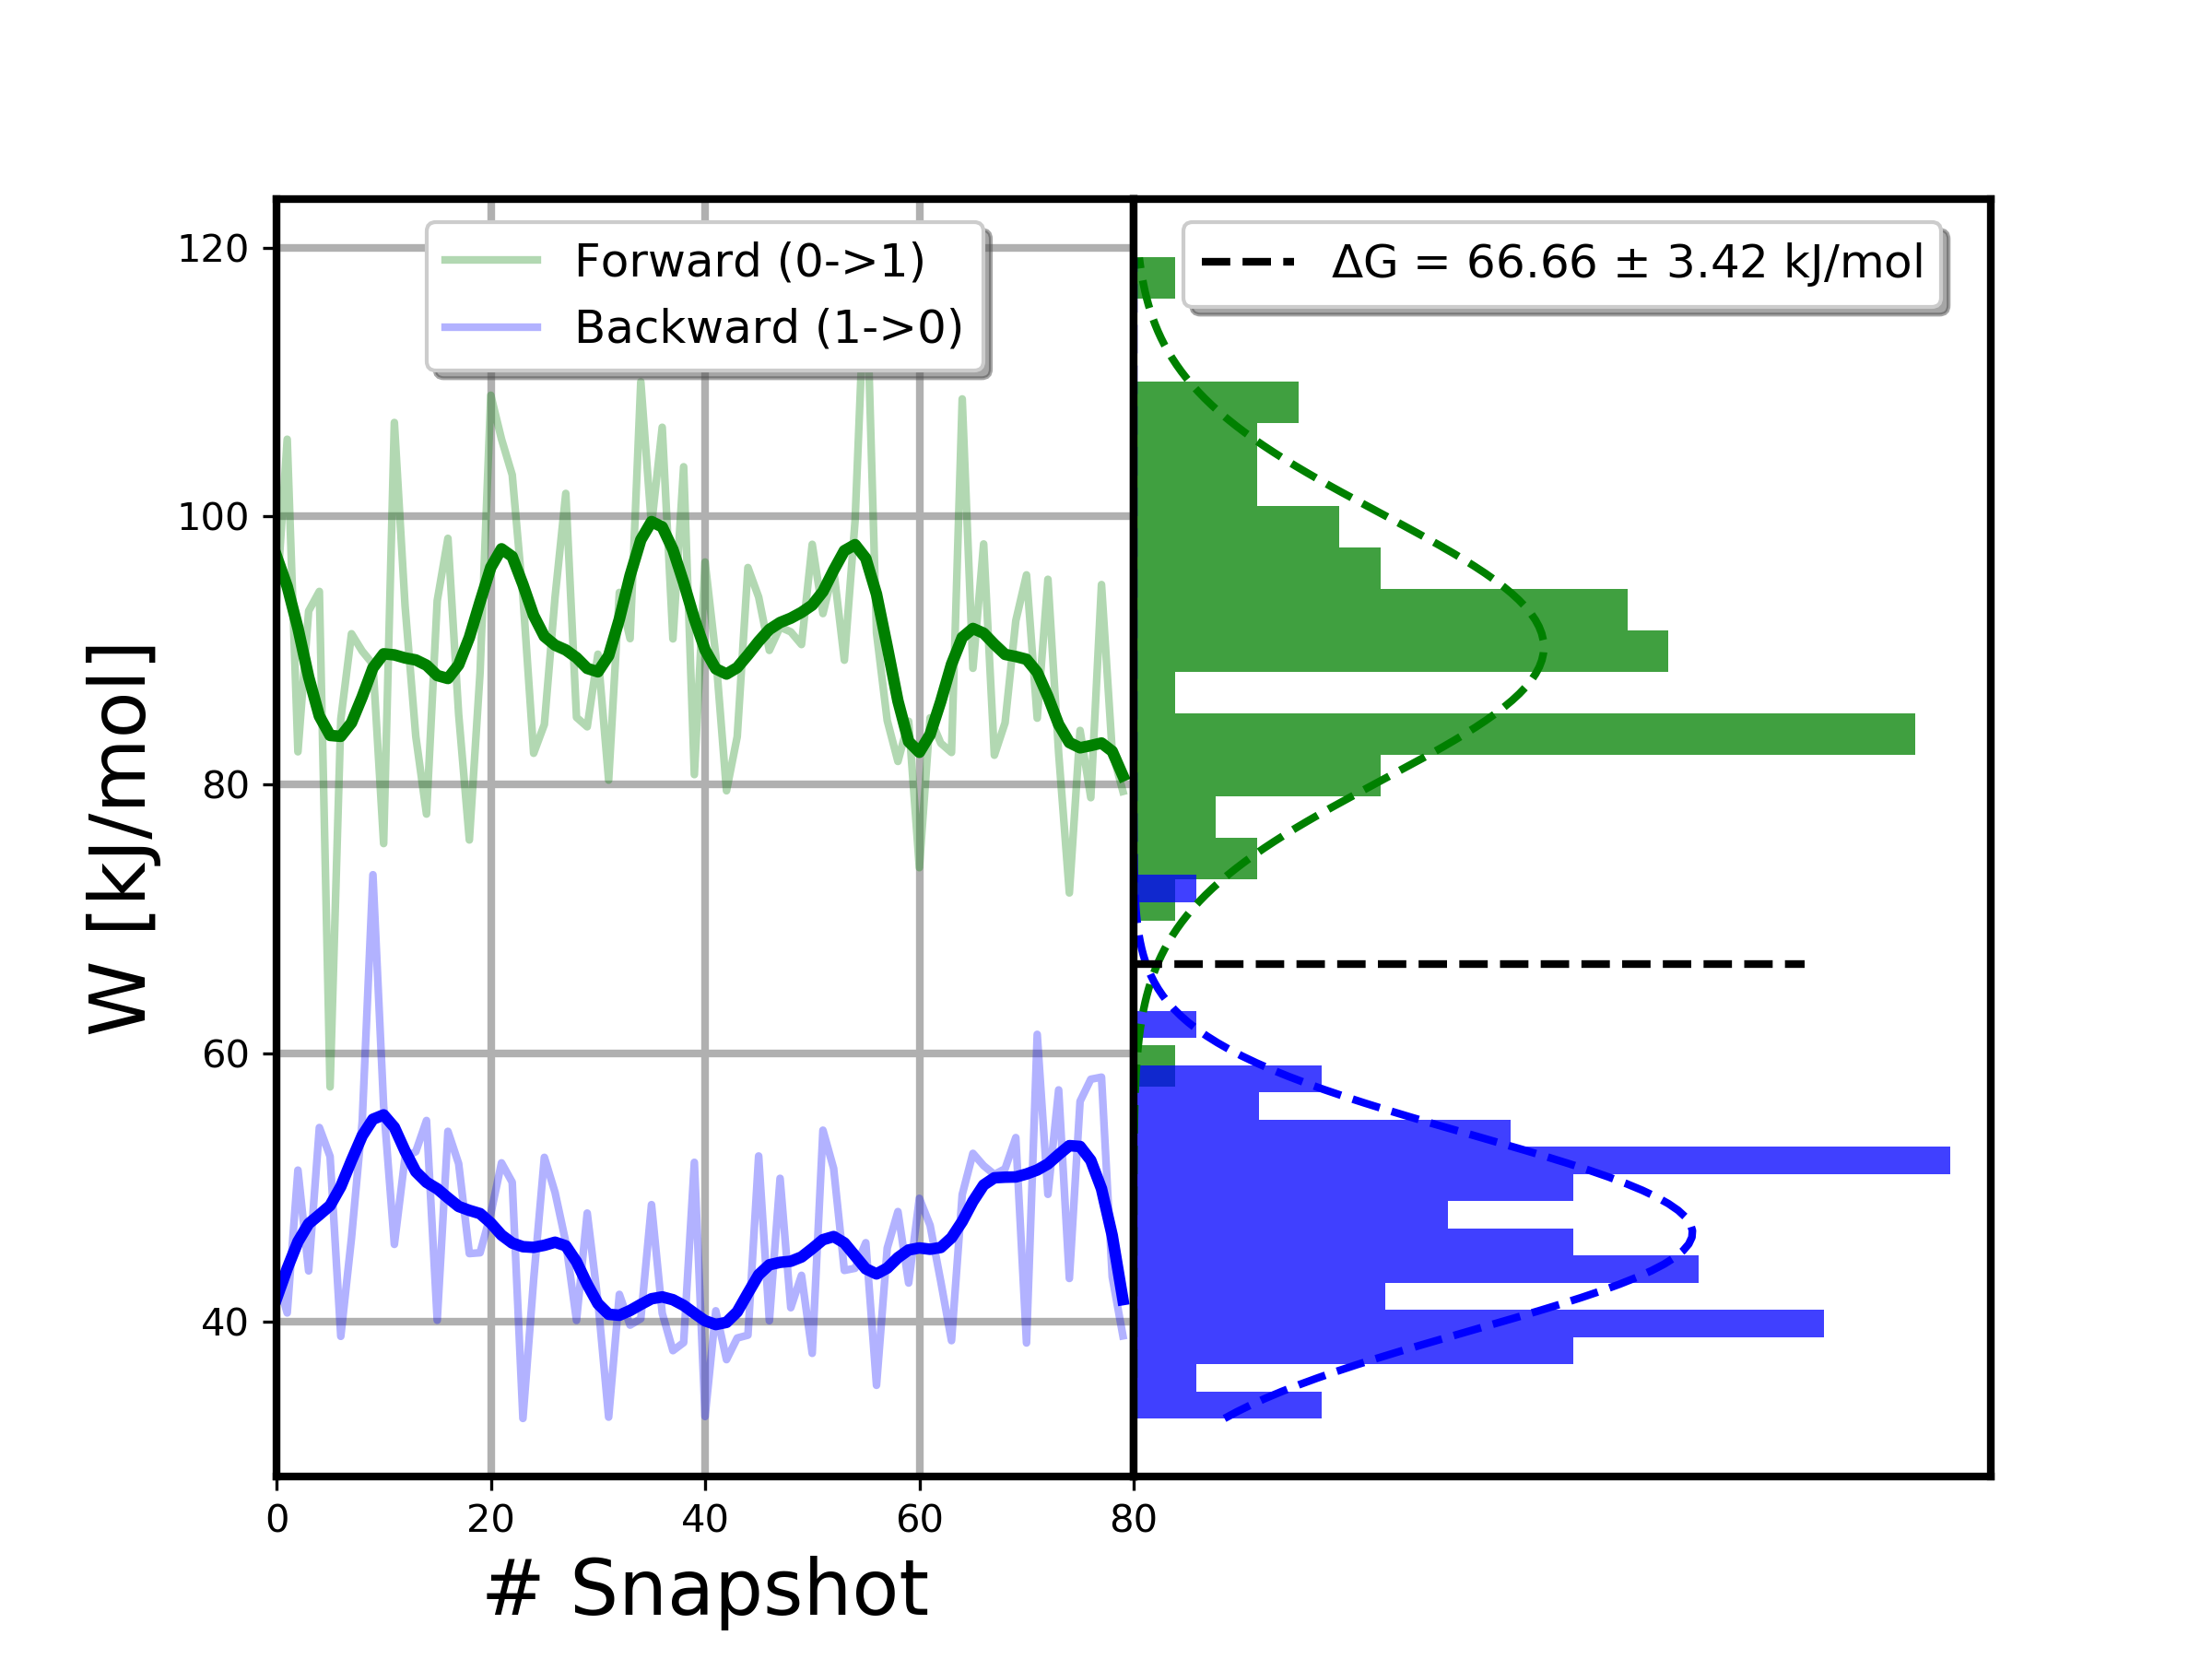 Forward (0->1)
Backward (1->0)
ΔG = 66.66 ± 3.42 kJ/mol
W [kJ/mol]
120
100
80
60
40
0 20 40 60 80
# Snapshot